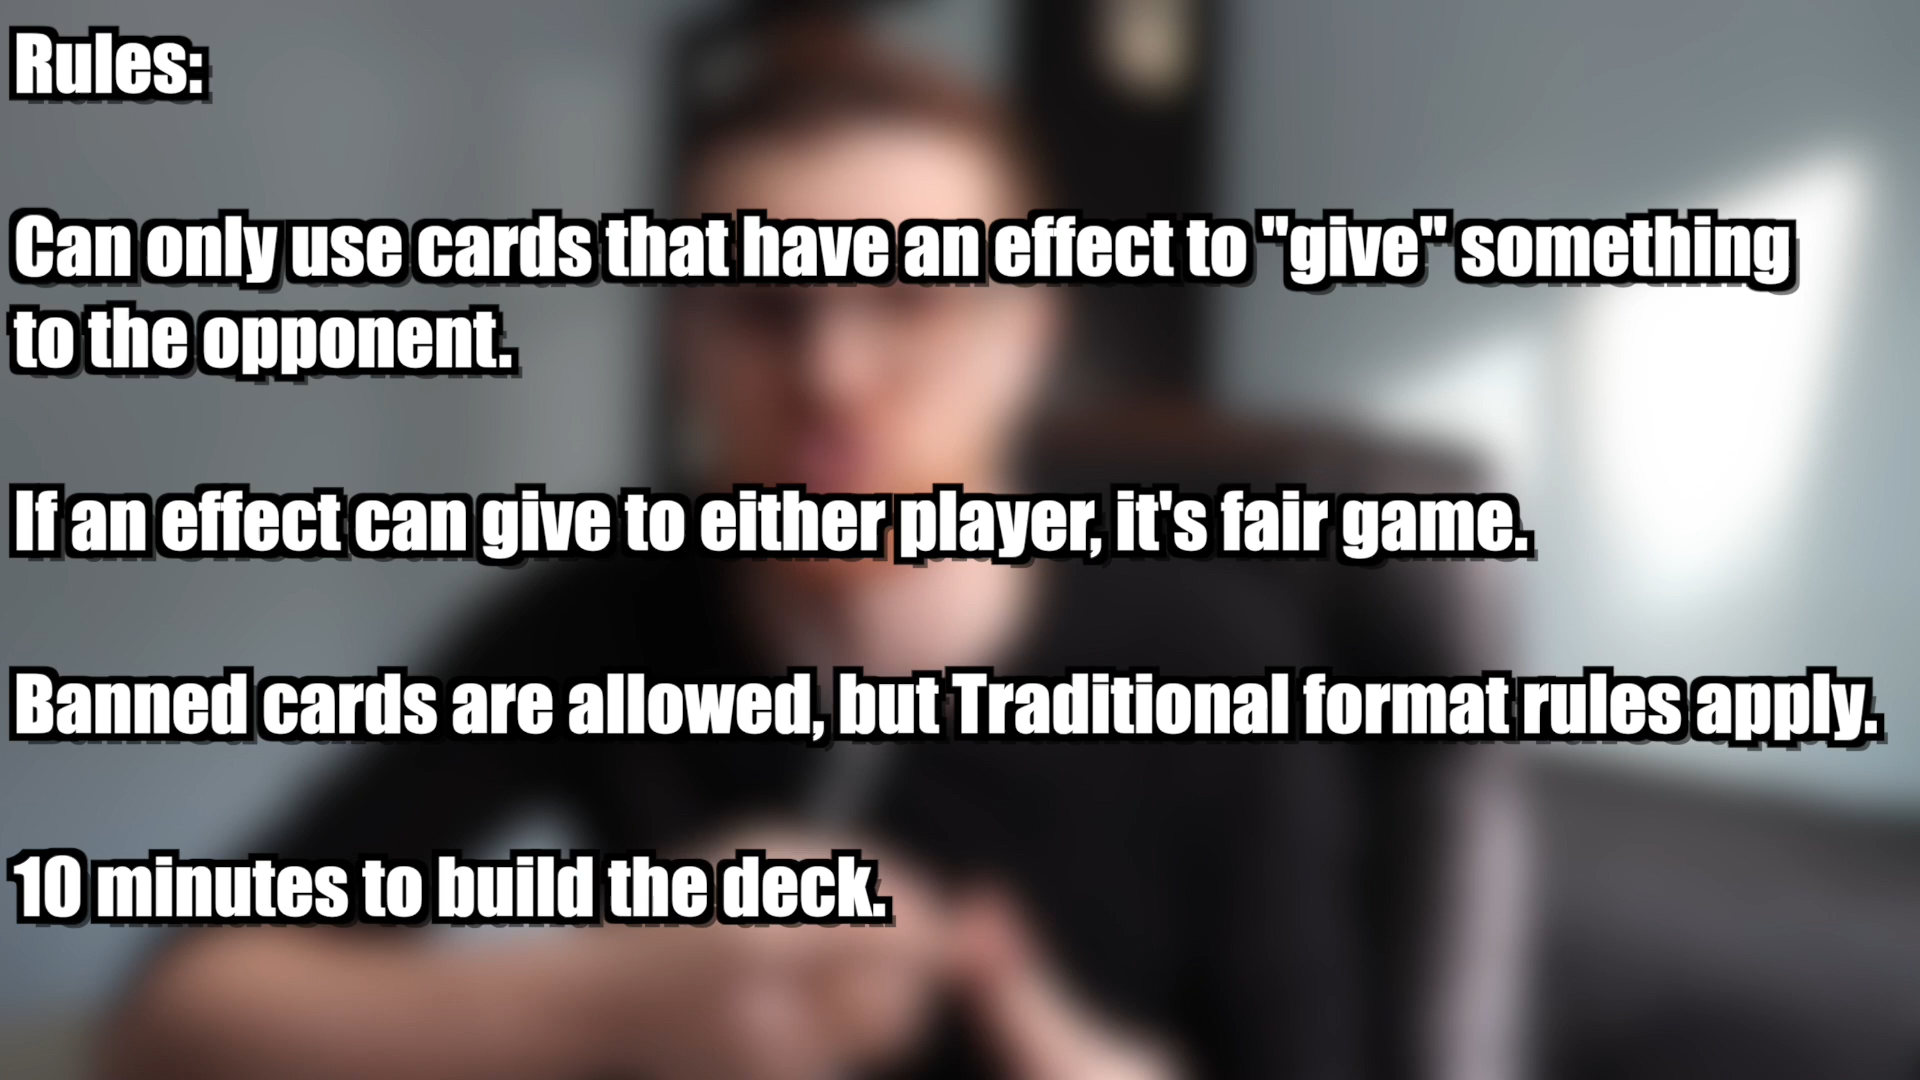 Rules:
Can only use cards that have an effect to "give" something
to the opponent.
If an effect can give to either player, it's fair game.
Banned cards are allowed, but Traditional format rules apply.
10 minutes to build the deck.